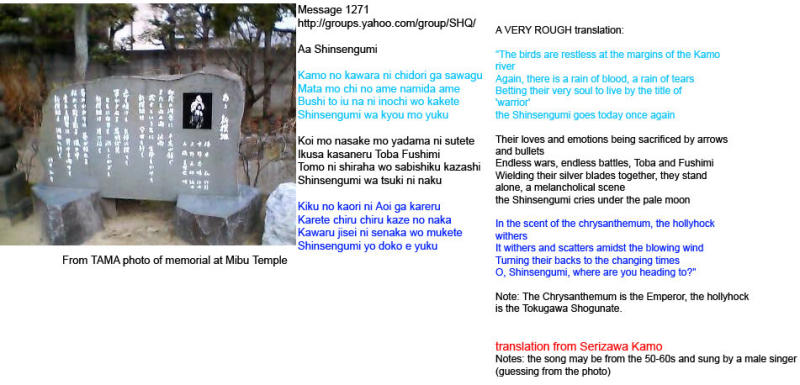 Message 1271
http://groups.yahoo.com/group/SHQ/
Aa Shinsengumi
Kamo no kawara ni chidori ga sawagu
Mata mo chi no ame namida ame
Bushi to iu na ni inochi wo kakete
Shinsengumi wa kyou mo yuku
Koi mo nasake mo yadama ni sutete
Ikusa kasaneru Toba Fushimi
Tomo ni shiraha wo sabishiku kazashi
Shinsengumi wa tsuki ni naku
Kiku no kaori ni Aoi ga kareru
Karete chiru chiru kaze no naka
Kawaru jisei ni senaka wo mukete
Shinsengumi yo doko e yuku
From TAMA photo of memorial at Mibu Temple
A VERY ROUGH translation:
"The birds are restless at the margins of the Kamo
river
Again, there is a rain of blood, a rain of tears
Betting their very soul to live by the title of
'warrior'
the Shinsengumi goes today once again
Their loves and emotions being sacrificed by arrows
and bullets
Endless wars, endless battles, Toba and Fushimi
Wielding their silver blades together, they stand
alone, a melancholical scene
the Shinsengumi cries under the pale moon
In the scent of the chrysanthemum, the hollyhock
withers
It withers and scatters amidst the blowing wind
Turning their backs to the changing times
O, Shinsengumi, where are you heading to?"
Note: The Chrysanthemum is the Emperor, the hollyhock
is the Tokugawa Shogunate.
translation from Serizawa Kamo
Notes: the song may be from the 50-60s and sung by a male singer
(guessing from the photo)